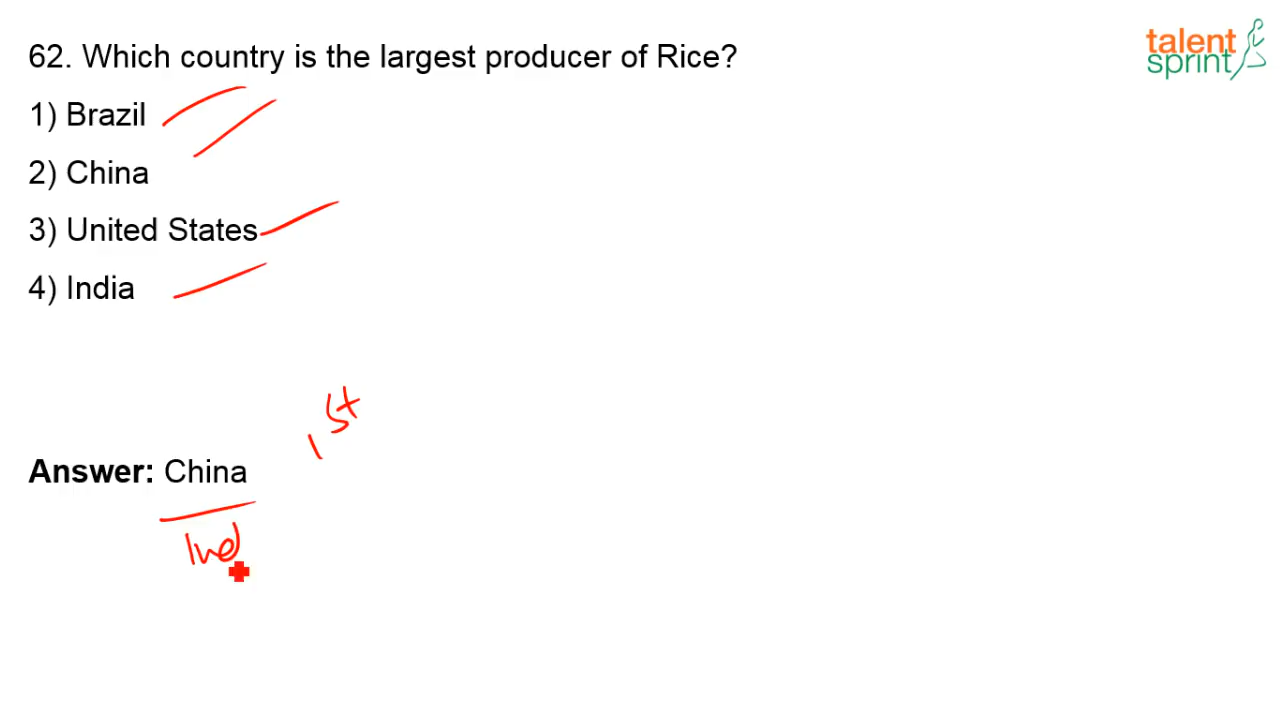 talent
sprint
62. Which country is the largest producer of Rice?
1) Brazil
2) China
3) United States
4) India
1st
Answer: China
Ind